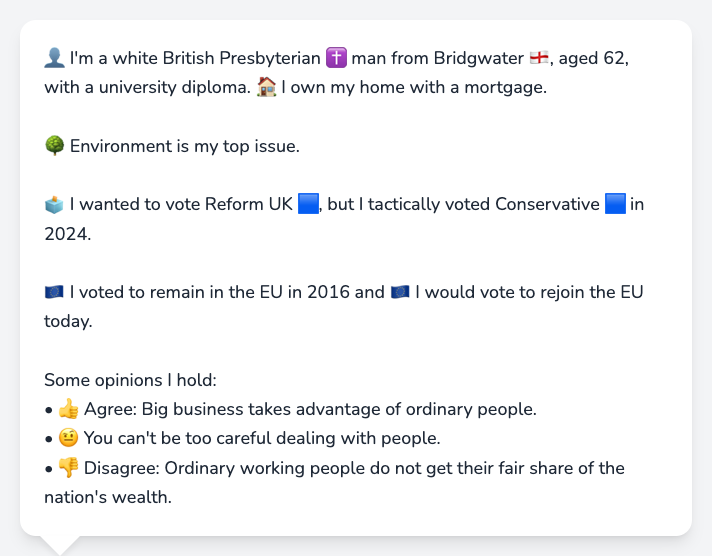 👤 I'm a white British Presbyterian ✝️ man from Bridgwater 🏴󠁧󠁢󠁥󠁮󠁧󠁿, aged 62,
with a university diploma. 🏠 I own my home with a mortgage.
🌳 Environment is my top issue.
🗳️ I wanted to vote Reform UK 🟦, but I tactically voted Conservative 🟦 in
2024.
🇪🇺 I voted to remain in the EU in 2016 and 🇪🇺 I would vote to rejoin the EU
today.
Some opinions I hold:
• 👍 Agree: Big business takes advantage of ordinary people.
• 🤨 You can't be too careful dealing with people.
• 👎 Disagree: Ordinary working people do not get their fair share of the
nation's wealth.